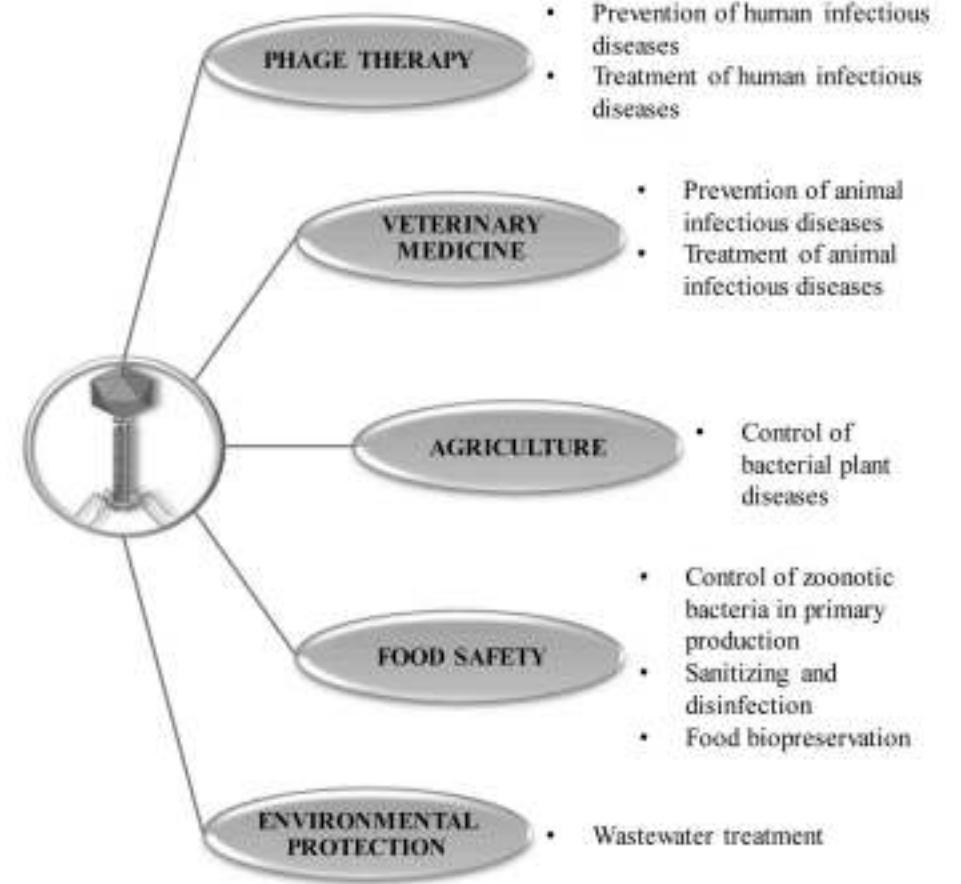 PHAGE THERAPY
• Prevention of human infectious
diseases
• Treatment of human infectious
diseases
VETERINARY
MEDICINE
• Prevention of animal
infectious diseases
• Treatment of animal
infectious diseases
AGRICULTURE
• Control of
bacterial plant
diseases
FOOD SAFETY
• Control of zoonotic
bacteria in primary
production
• Sanitizing and
disinfection
• Food biopreservation
ENVIRONMENTAL
PROTECTION
• Wastewater treatment